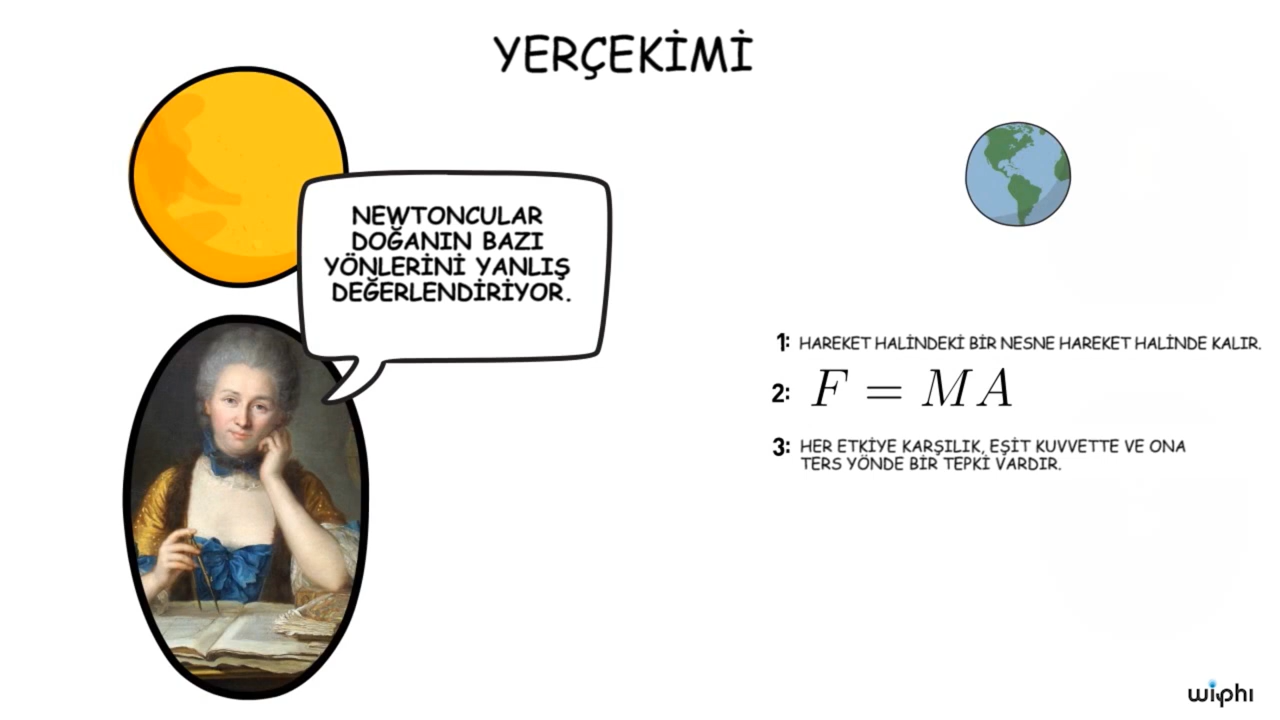 YERÇEKİMİ
NEWTONCULAR
DOĞANIN BAZI
YÖNLERİNİ YANLIŞ
DEĞERLENDİRİYOR.
1: HAREKET HALİNDEKİ BİR NESNE HAREKET HALİNDE KALIR.
2: F = MA
3: HER ETKİYE KARŞILIK, EŞİT KUVVETTE VE ONA
TERS YÖNDE BİR TEPKİ VARDIR.
wiphi